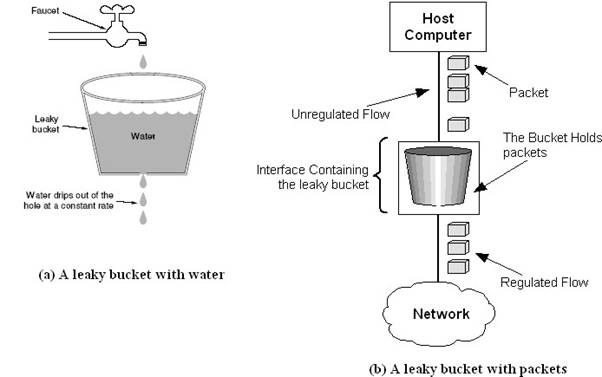 Faucet
Leaky
bucket
Water
Water drips out of the
hole at a constant rate
(a) A leaky bucket with water
Host
Computer
Packet
Unregulated Flow
The Bucket Holds
packets
Interface Containing
the leaky bucket
Regulated Flow
Network
(b) A leaky bucket with packets